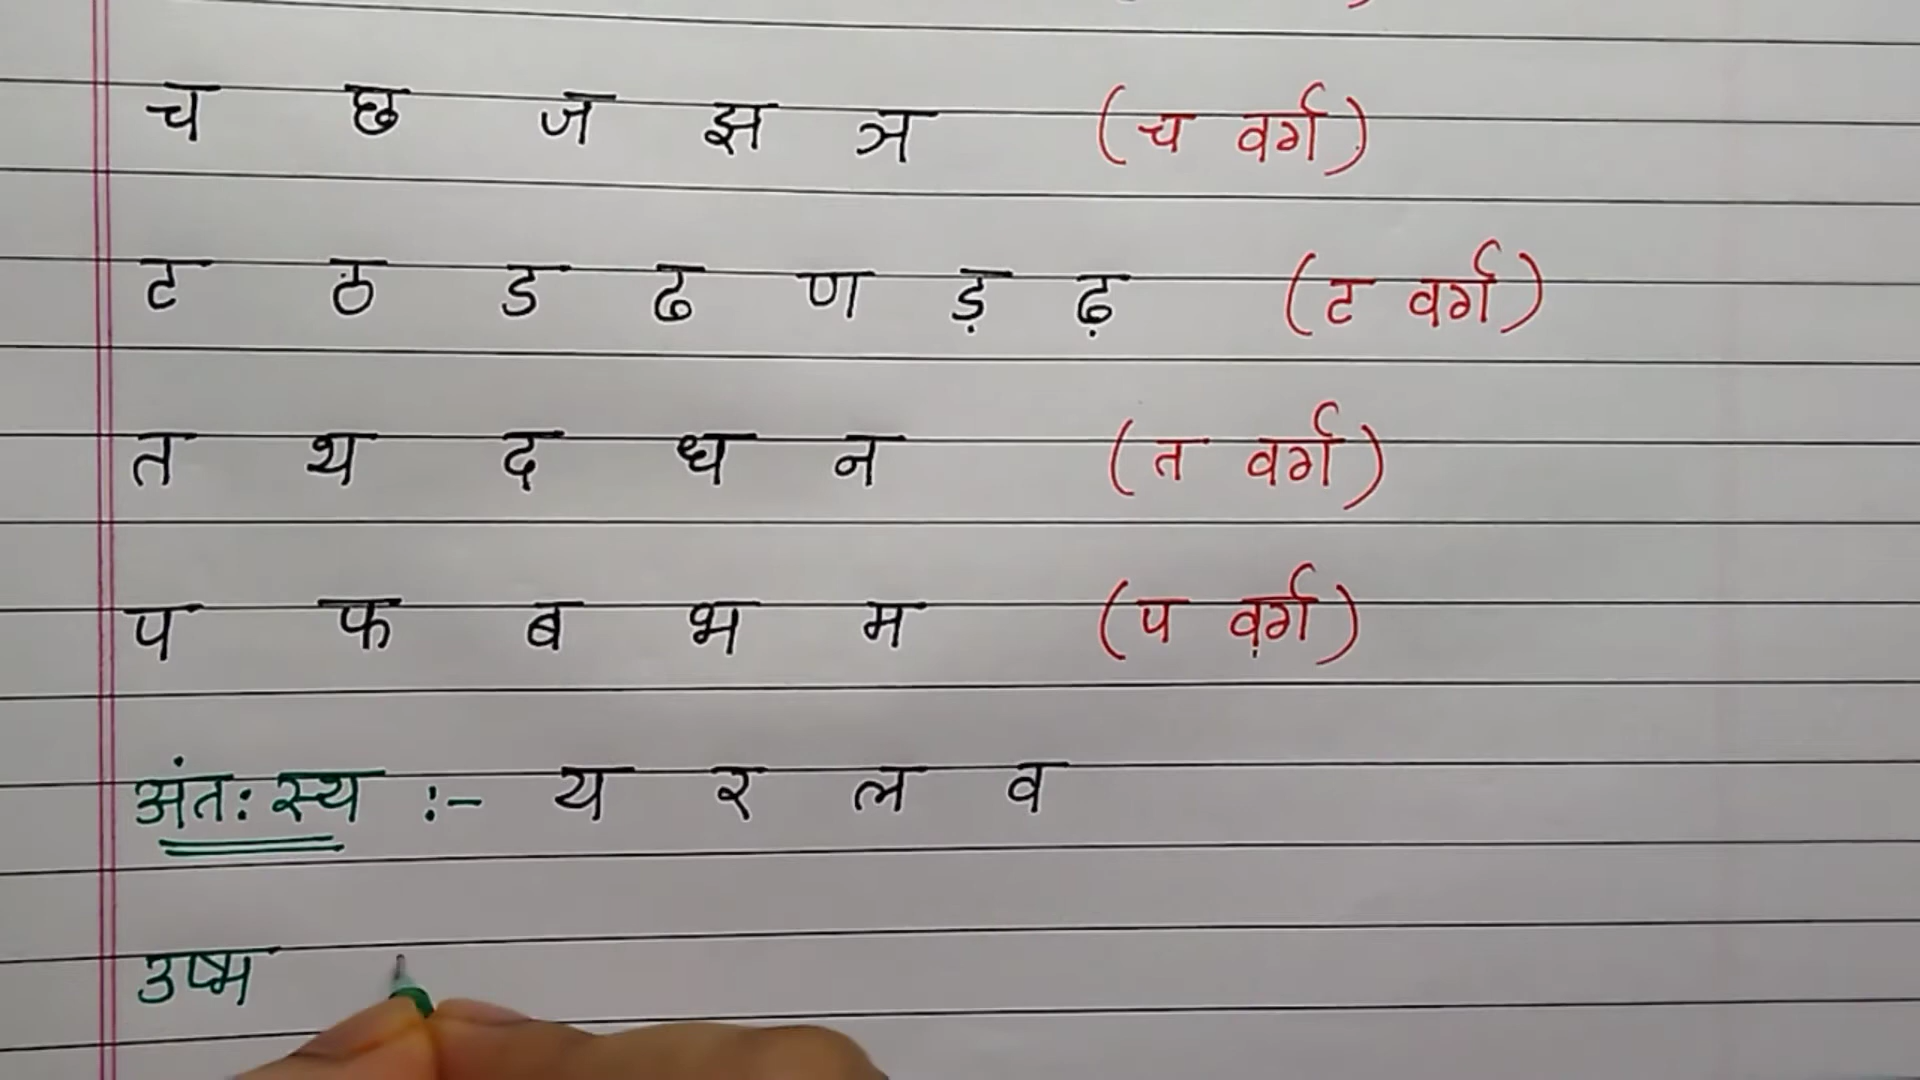 च छ ज झ ञ (च वर्ग)
ट ठ ड ढ ण ड़ ढ़ (ट वर्ग)
त थ द ध न (त वर्ग)
प फ ब भ म (प वर्ग)
अंतः स्थ :- य र ल व
उष्म